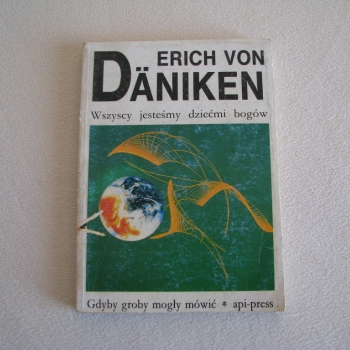 ERICH VON
DÄNIKEN
Wszyscy jesteśmy dziećmi bogów
Gdyby groby mogły mówić * api-press